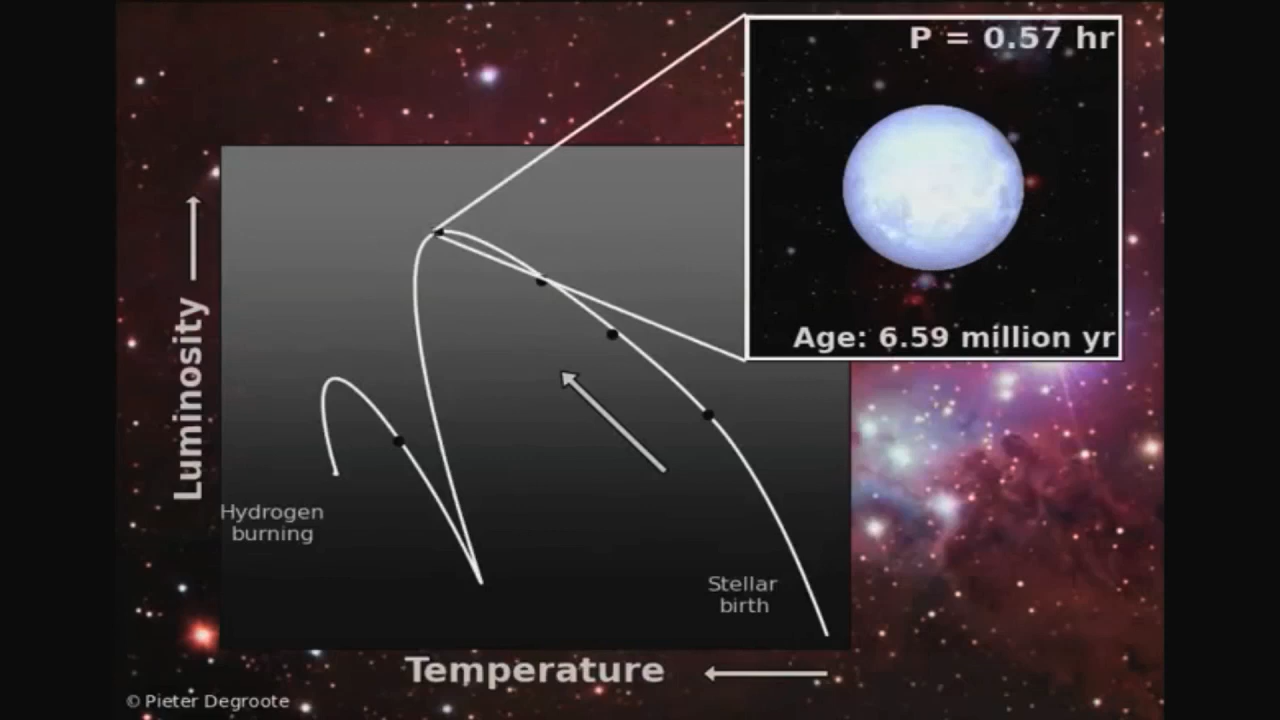 P = 0.57 hr
Age: 6.59 million yr
Luminosity
Hydrogen
burning
Stellar
birth
Temperature
© Pieter Degroote